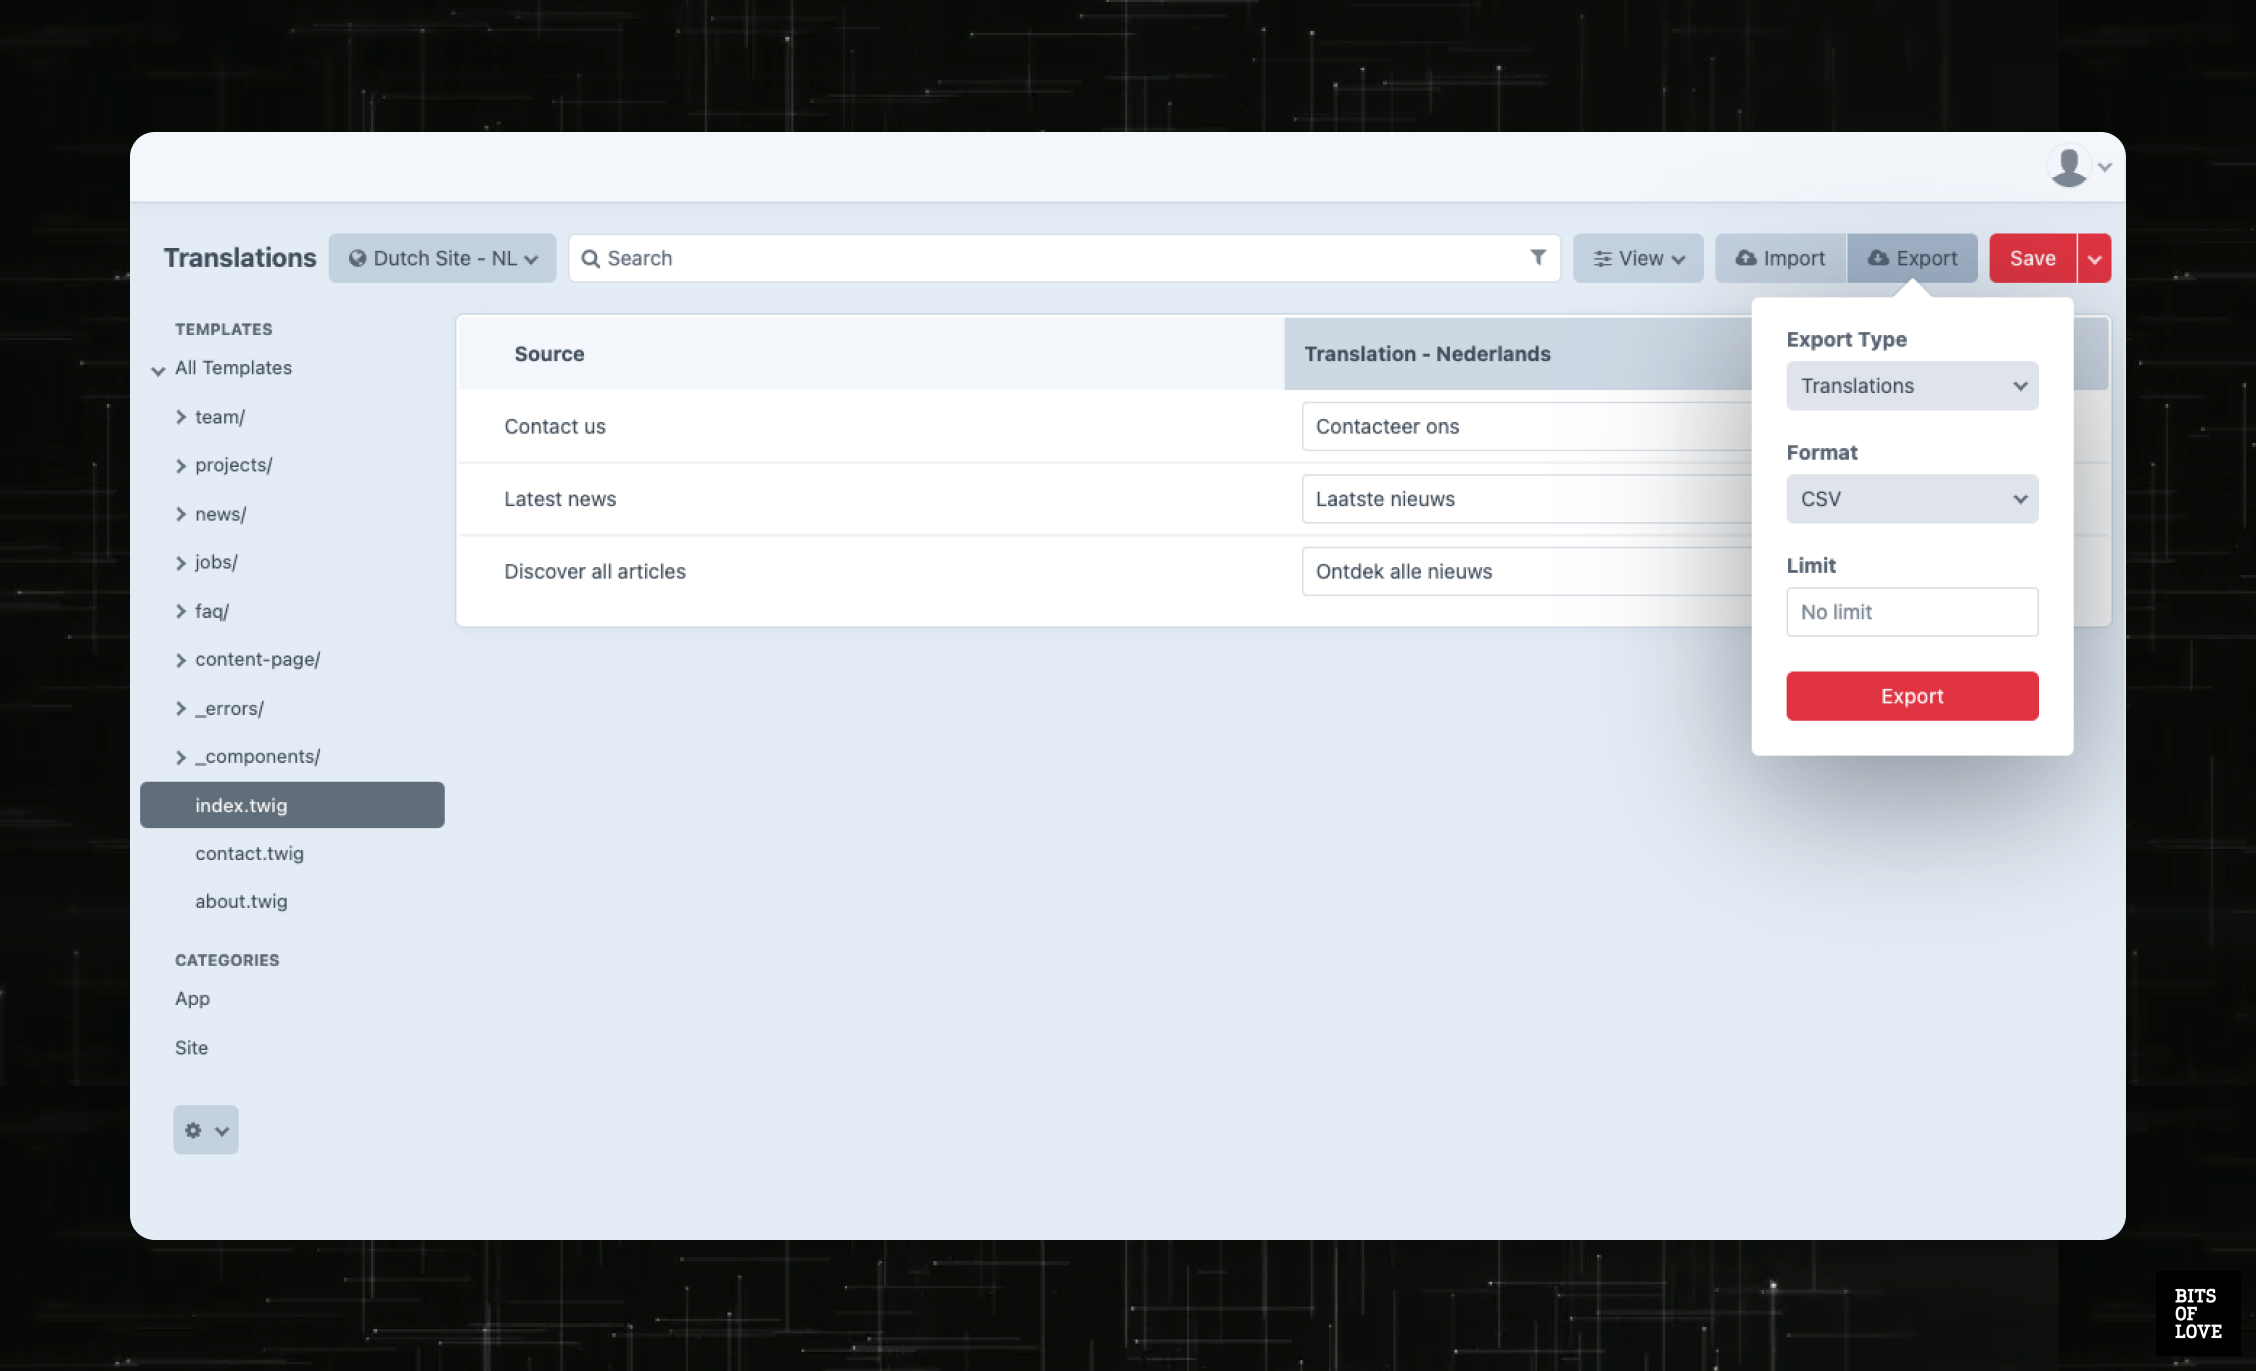 Translations
Dutch Site - NL
Search
View
Import
Export
Save
TEMPLATES
All Templates
team/
projects/
news/
jobs/
faq/
content-page/
_errors/
_components/
index.twig
contact.twig
about.twig
CATEGORIES
App
Site
Source
Translation - Nederlands
Contact us
Contacteer ons
Latest news
Laatste nieuws
Discover all articles
Ontdek alle nieuws
Export Type
Translations
Format
CSV
Limit
No limit
Export
BITS
OF
LOVE